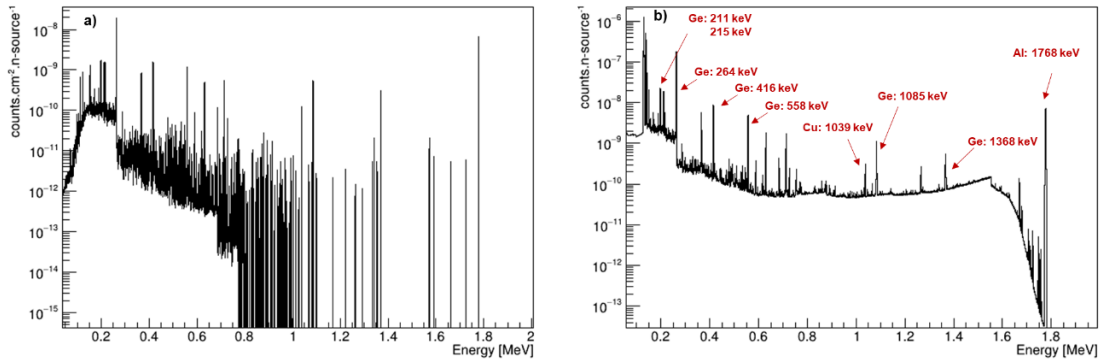 a)
counts.cm².n-source⁻¹
10⁻⁸
10⁻⁹
10⁻¹⁰
10⁻¹¹
10⁻¹²
10⁻¹³
10⁻¹⁴
10⁻¹⁵
0.2 0.4 0.6 0.8 1 1.2 1.4 1.6 1.8 2
Energy [MeV]
b)
counts.n-source⁻¹
10⁻⁶
10⁻⁷
10⁻⁸
10⁻⁹
10⁻¹⁰
10⁻¹¹
10⁻¹²
10⁻¹³
Ge: 211 keV
215 keV
Al: 1768 keV
Ge: 264 keV
Ge: 416 keV
Ge: 558 keV
Ge: 1085 keV
Cu: 1039 keV
Ge: 1368 keV
0.2 0.4 0.6 0.8 1 1.2 1.4 1.6 1.8
Energy [MeV]